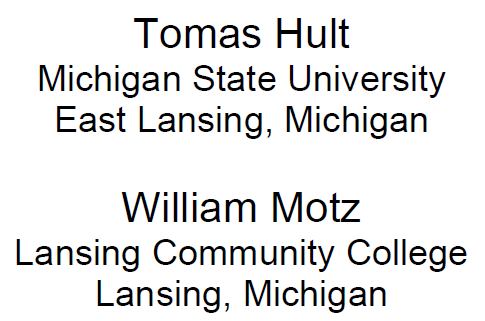 Tomas Hult
Michigan State University
East Lansing, Michigan
William Motz
Lansing Community College
Lansing, Michigan